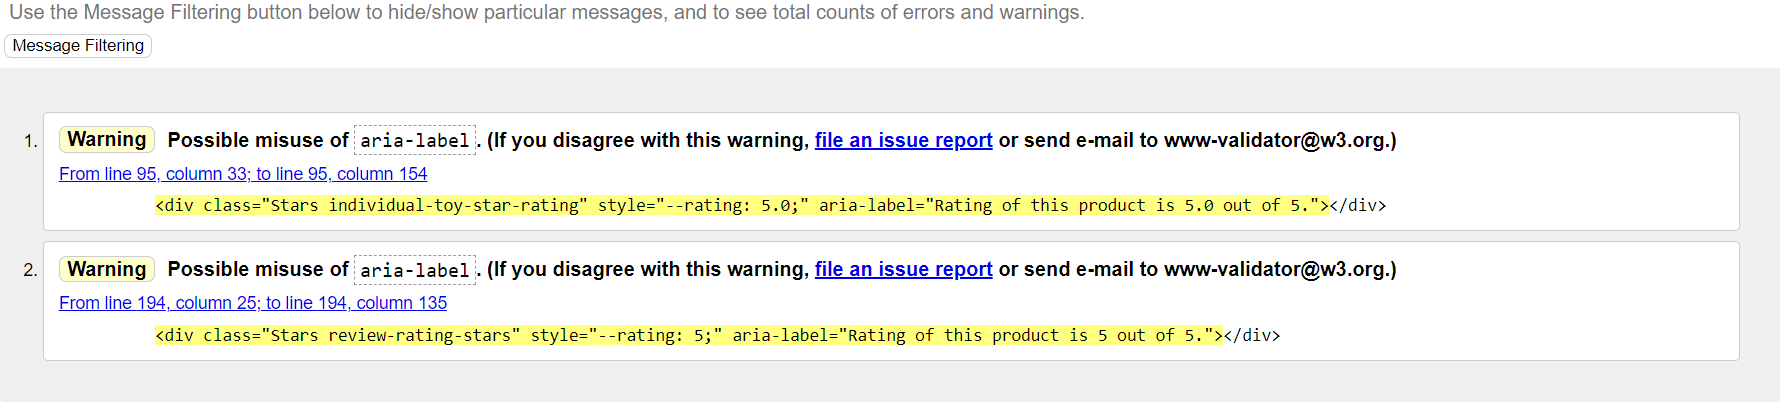 Use the Message Filtering button below to hide/show particular messages, and to see total counts of errors and warnings.
Message Filtering
1. Warning Possible misuse of aria-label. (If you disagree with this warning, file an issue report or send e-mail to www-validator@w3.org.)
From line 95, column 33; to line 95, column 154
<div class="Stars individual-toy-star-rating" style="--rating: 5.0;" aria-label="Rating of this product is 5.0 out of 5."></div>
2. Warning Possible misuse of aria-label. (If you disagree with this warning, file an issue report or send e-mail to www-validator@w3.org.)
From line 194, column 25; to line 194, column 135
<div class="Stars review-rating-stars" style="--rating: 5;" aria-label="Rating of this product is 5 out of 5."></div>